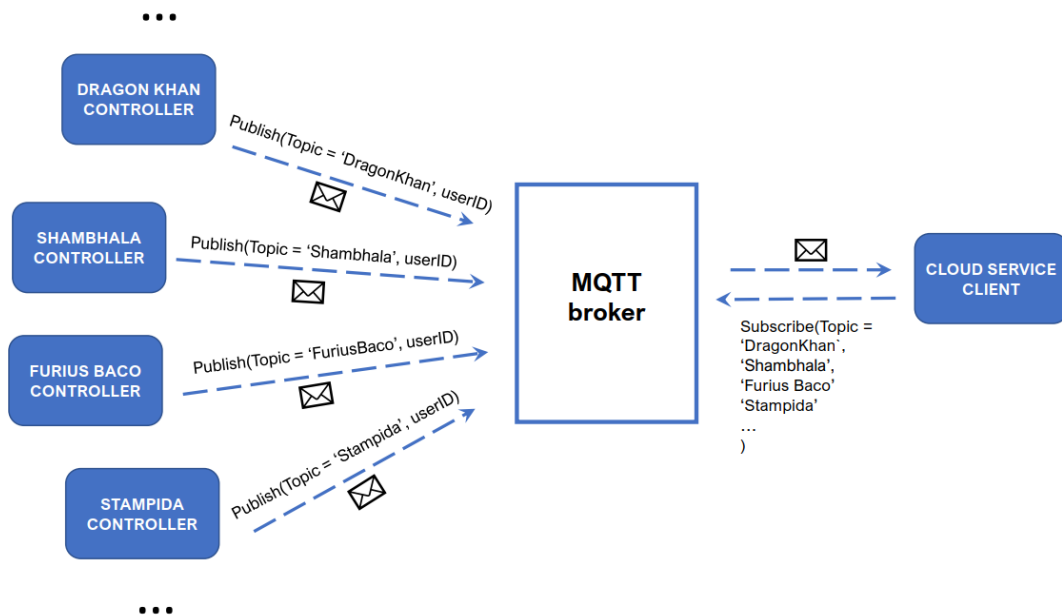 ...
DRAGON KHAN
CONTROLLER
Publish(Topic = 'DragonKhan', userID)
SHAMBHALA
CONTROLLER
Publish(Topic = 'Shambhala', userID)
FURIUS BACO
CONTROLLER
Publish(Topic = 'FuriusBaco', userID)
STAMPIDA
CONTROLLER
Publish(Topic = 'Stampida', userID)
...
MQTT
broker
CLOUD SERVICE
CLIENT
Subscribe(Topic =
'DragonKhan`,
'Shambhala',
'Furius Baco'
'Stampida'
...
)